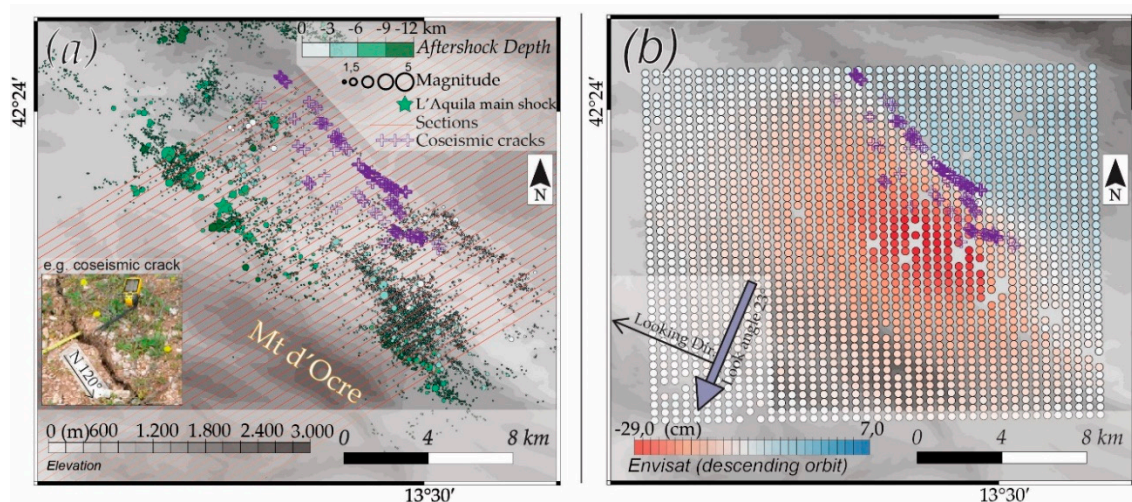 (a)
0 -3 -6 -9 -12 km
Aftershock Depth
1.5 5
Magnitude
L'Aquila main shock
Sections
Coseismic cracks
42°24'
N
e.g. coseismic crack
N 120°
Mt d'Ocre
0 (m) 600 1.200 1.800 2.400 3.000
Elevation
0 4 8 km
13°30'
(b)
42°24'
N
Looking Dir.
Look angle 23°
-29,0 (cm) 7,0
Envisat (descending orbit)
0 4 8 km
13°30'